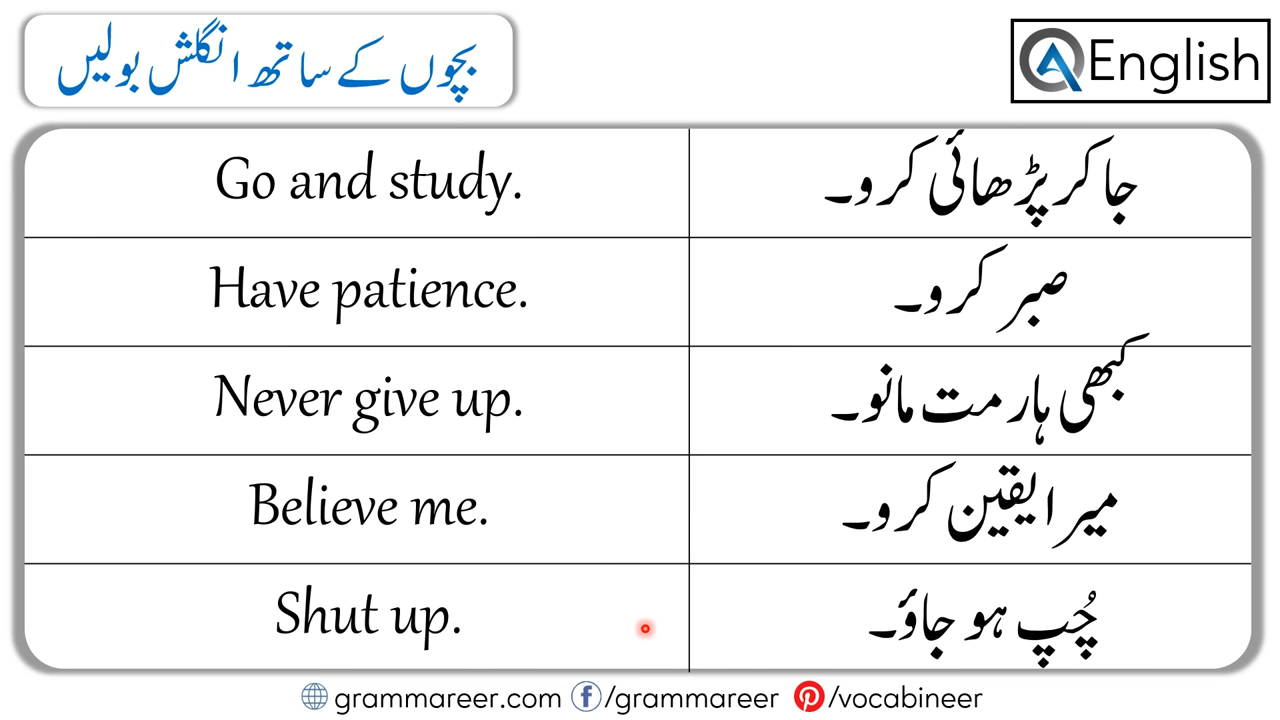 بچوں کے ساتھ انگلش بولیں
QA English
Go and study. جا کر پڑھائی کرو۔
Have patience. صبر کرو۔
Never give up. کبھی ہار مت مانو۔
Believe me. میرا یقین کرو۔
Shut up. چُپ ہو جاؤ۔
grammareer.com /grammareer /vocabineer